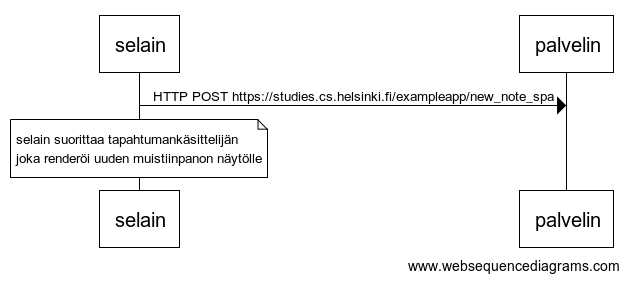 selain
palvelin
HTTP POST https://studies.cs.helsinki.fi/exampleapp/new_note_spa
selain suorittaa tapahtumankäsittelijän
joka renderöi uuden muistiinpanon näytölle
selain
palvelin
www.websequencediagrams.com